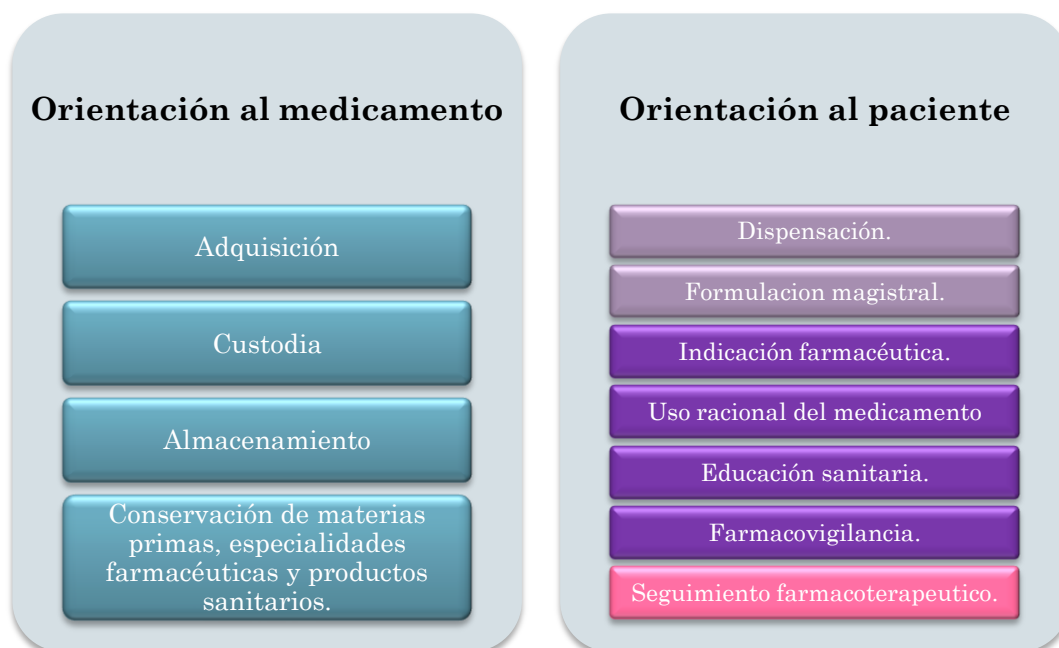 Orientación al medicamento
Adquisición
Custodia
Almacenamiento
Conservación de materias
primas, especialidades
farmacéuticas y productos
sanitarios.
Orientación al paciente
Dispensación.
Formulacion magistral.
Indicación farmacéutica.
Uso racional del medicamento
Educación sanitaria.
Farmacovigilancia.
Seguimiento farmacoterapeutico.